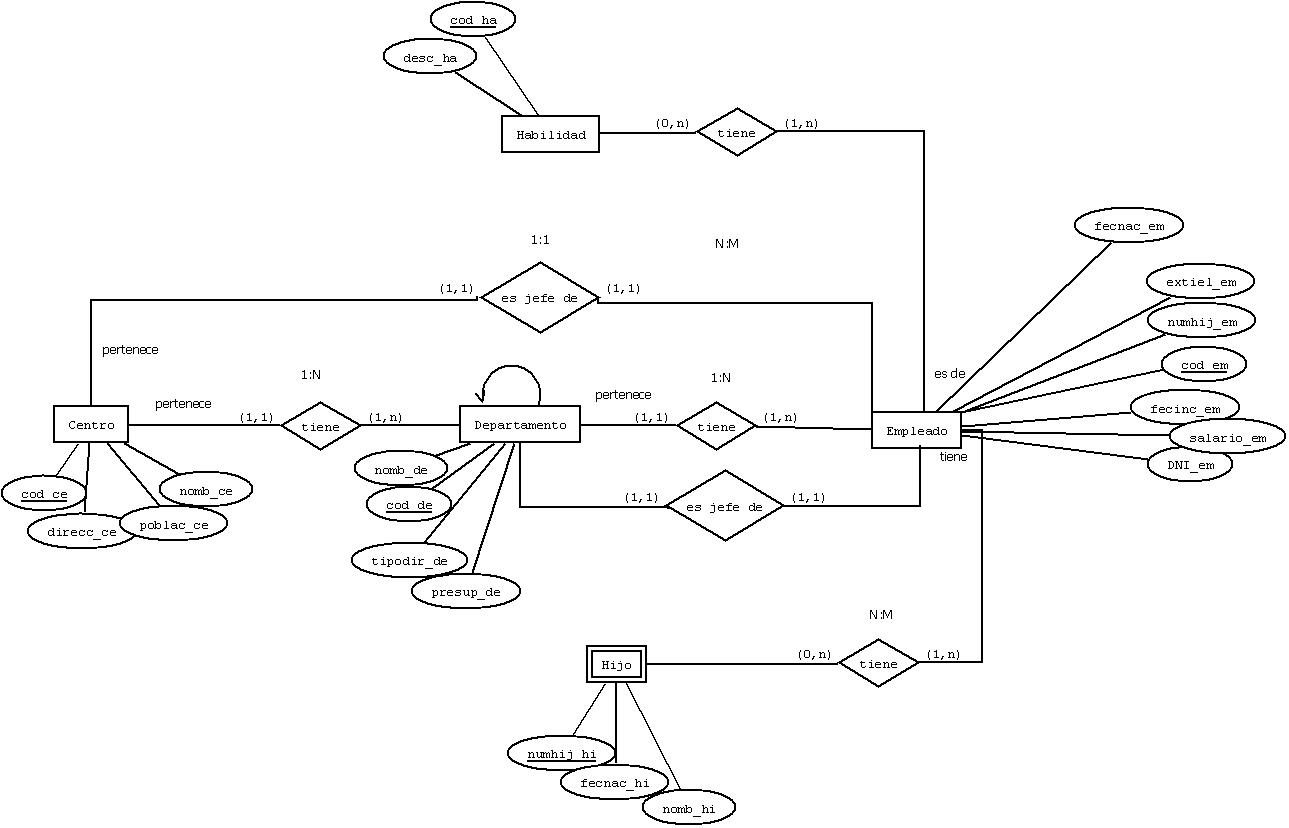 cod_ha
desc_ha
Habilidad
(0,n)
tiene
(1,n)
fecnac_em
1:1
N:M
extiel_em
(1,1)
es jefe de
(1,1)
numhij_em
pertenece
cod_em
1:N
1:N
es de
pertenece
pertenece
fecinc_em
Centro
(1,1)
tiene
(1,n)
Departamento
(1,1)
tiene
(1,n)
Empleado
salario_em
tiene
DNI_em
nomb_de
cod_ce
nomb_ce
cod_de
(1,1)
es jefe de
(1,1)
direcc_ce
poblac_ce
tipodir_de
presup_de
N:M
Hijo
(0,n)
tiene
(1,n)
numhij_hi
fecnac_hi
nomb_hi